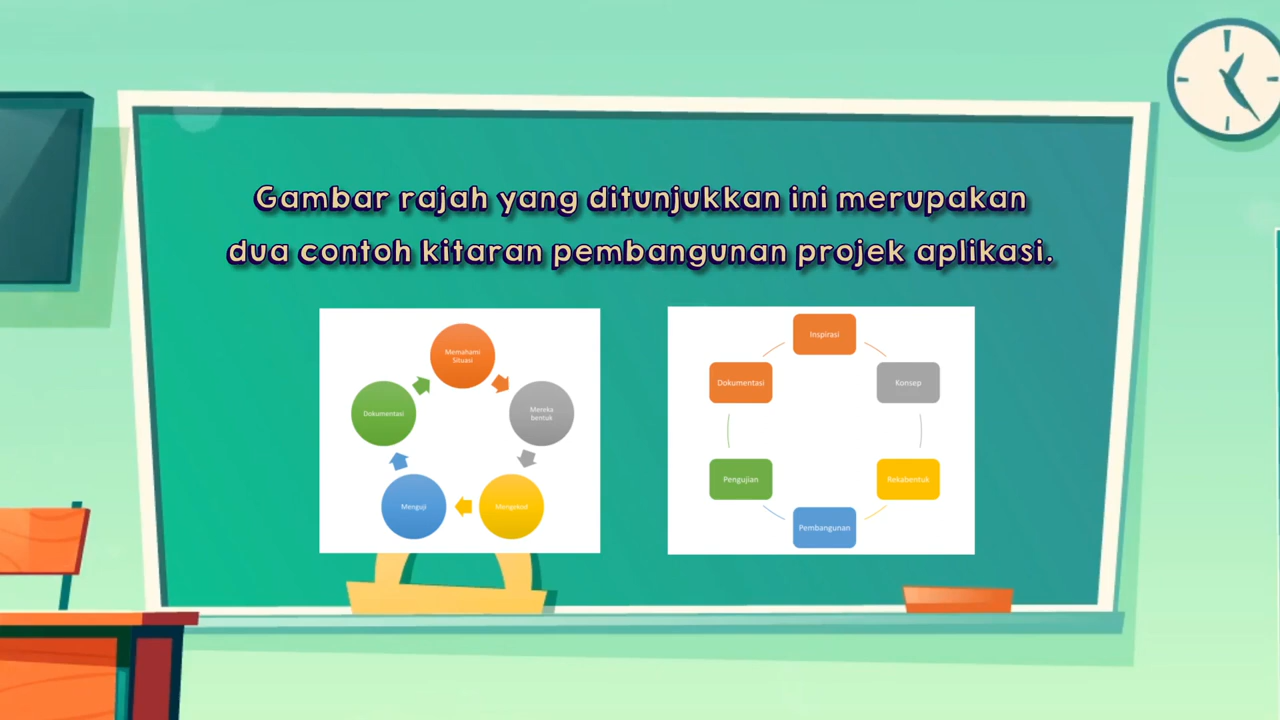 Gambar rajah yang ditunjukkan ini merupakan
dua contoh kitaran pembangunan projek aplikasi.
Memahami
Situasi
Mereka
bentuk
Mengekod
Menguji
Dokumentasi
Inspirasi
Konsep
Rekabentuk
Pembangunan
Pengujian
Dokumentasi